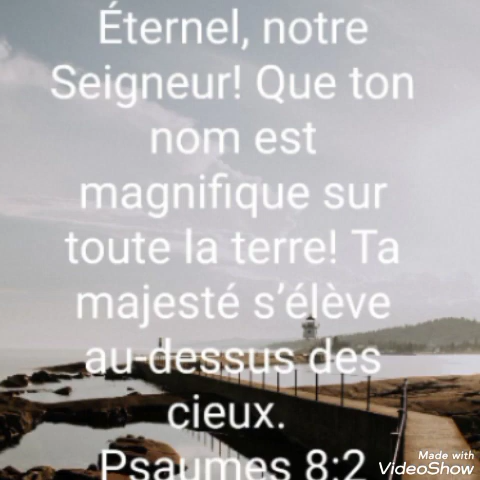 Éternel, notre
Seigneur! Que ton
nom est
magnifique sur
toute la terre! Ta
majesté s’élève
au-dessus des
cieux.
Psaumes 8:2
Made with
VideoShow